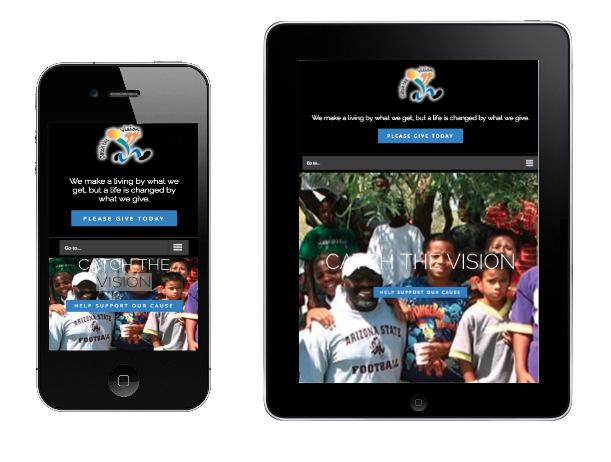 Catch the
Vision
We make a living by what we
get, but a life is changed by
what we give.
PLEASE GIVE TODAY
Go to...
CATCH THE
VISION
HELP SUPPORT OUR CAUSE
ARIZONA STATE
FOOTBALL
Catch the
Vision
We make a living by what we get, but a life is changed by what we give.
PLEASE GIVE TODAY
Go to...
CATCH THE VISION
HELP SUPPORT OUR CAUSE
ARIZONA STATE
FOOTBALL